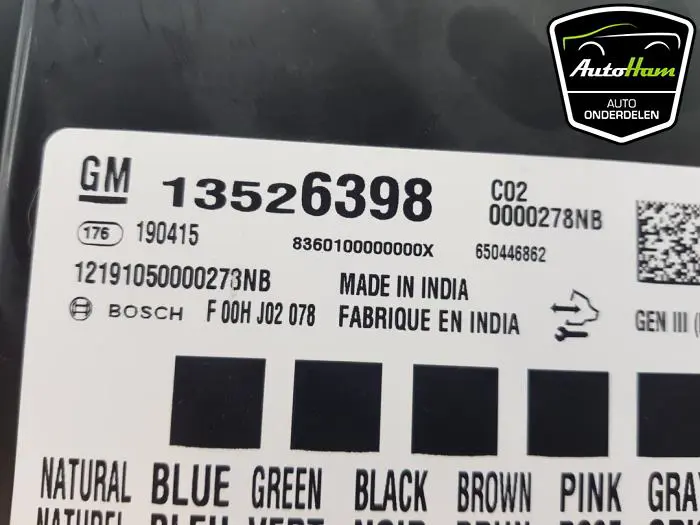 AutoHam
AUTO
ONDERDELEN
GM 13526398 C02
0000278NB
176 190415 8360100000000X 650446862
12191050000278NB MADE IN INDIA
BOSCH F 00H J02 078 FABRIQUE EN INDIA GEN III (
NATURAL BLUE GREEN BLACK BROWN PINK GRA